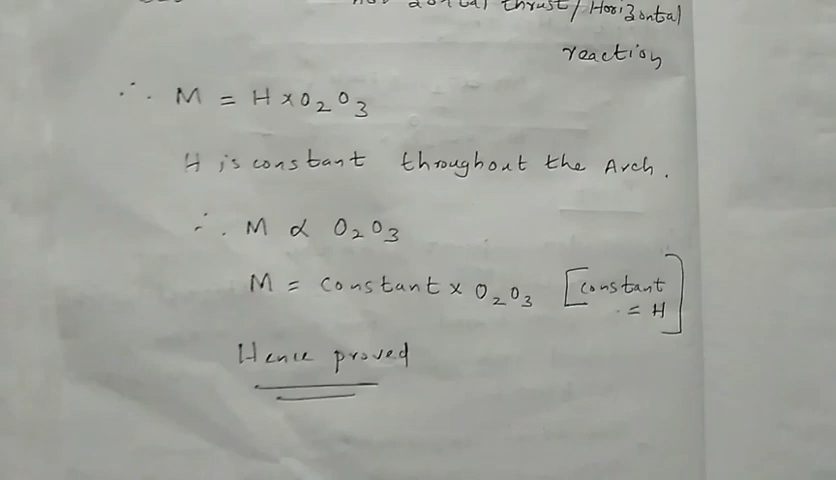 thrust/Horizontal
reaction
∴ M = H × O₂O₃
H is constant throughout the Arch.
∴ M ∝ O₂O₃
M = constant × O₂O₃ [constant
= H]
Hence proved